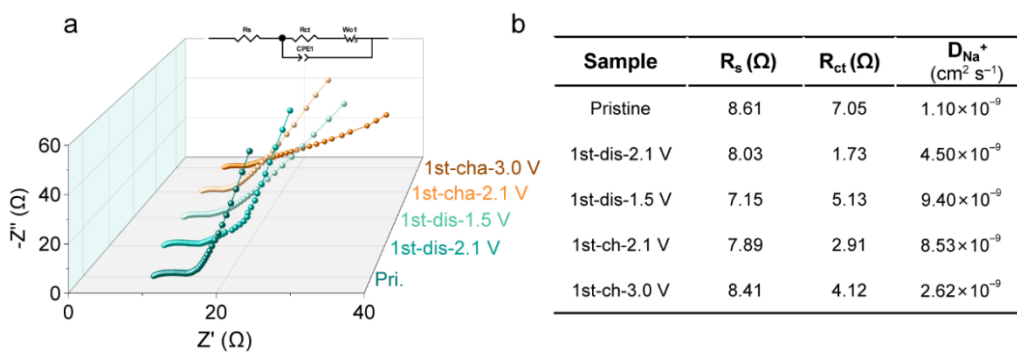 a
Rs
Rct
Wo1
CPE1
-Z" (Ω)
60
40
20
0
0
20
40
Z' (Ω)
1st-cha-3.0 V
1st-cha-2.1 V
1st-dis-1.5 V
1st-dis-2.1 V
Pri.
b
Sample Rs (Ω) Rct (Ω) DNa+ (cm² s⁻¹)
Pristine 8.61 7.05 1.10×10⁻⁹
1st-dis-2.1 V 8.03 1.73 4.50×10⁻⁹
1st-dis-1.5 V 7.15 5.13 9.40×10⁻⁹
1st-ch-2.1 V 7.89 2.91 8.53×10⁻⁹
1st-ch-3.0 V 8.41 4.12 2.62×10⁻⁹